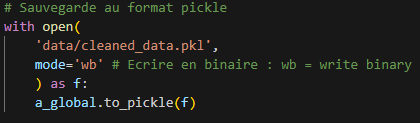 # Sauvegarde au format pickle
with open(
    'data/cleaned_data.pkl',
    mode='wb' # Ecrire en binaire : wb = write binary
    ) as f:
    a_global.to_pickle(f)